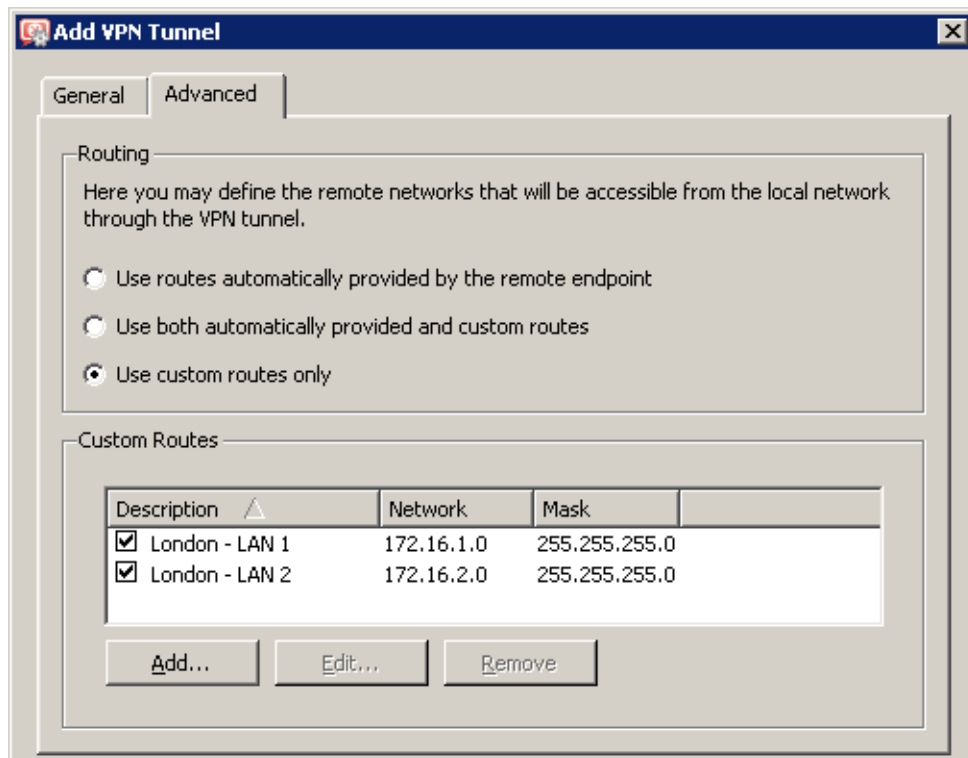 Add VPN Tunnel
General
Advanced
Routing
Here you may define the remote networks that will be accessible from the local network
through the VPN tunnel.
Use routes automatically provided by the remote endpoint
Use both automatically provided and custom routes
Use custom routes only
Custom Routes
Description Network Mask
London - LAN 1 172.16.1.0 255.255.255.0
London - LAN 2 172.16.2.0 255.255.255.0
Add... Edit... Remove